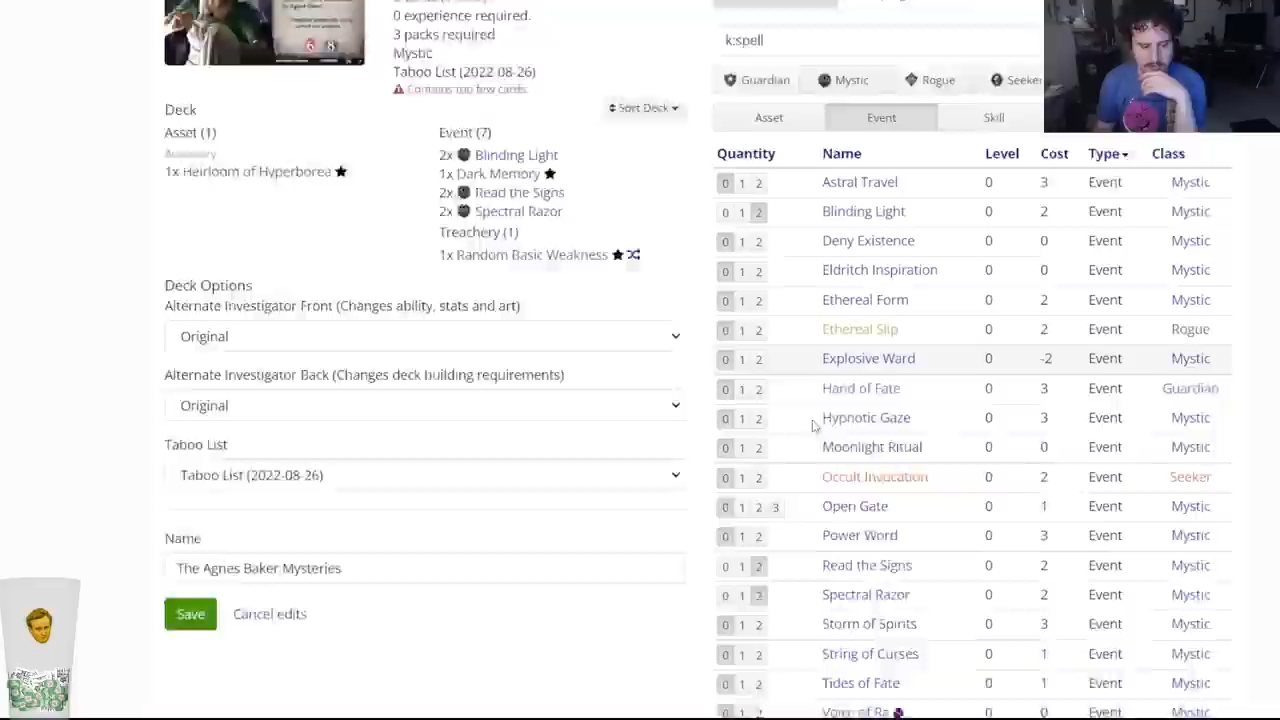 0 experience required.
3 packs required
Mystic
Taboo List (2022-08-26)
Contains too few cards.
Deck
Sort Deck
Asset (1)
Accessory
1x Heirloom of Hyperborea
Event (7)
2x Blinding Light
1x Dark Memory
2x Read the Signs
2x Spectral Razor
Treachery (1)
1x Random Basic Weakness
Deck Options
Alternate Investigator Front (Changes ability, stats and art)
Original
Alternate Investigator Back (Changes deck building requirements)
Original
Taboo List
Taboo List (2022-08-26)
Name
The Agnes Baker Mysteries
Save Cancel edits
k:spell
Guardian Mystic Rogue Seeker
Asset Event Skill
Quantity Name Level Cost Type Class
0 1 2 Astral Travel 0 3 Event Mystic
0 1 2 Blinding Light 0 2 Event Mystic
0 1 2 Deny Existence 0 0 Event Mystic
0 1 2 Eldritch Inspiration 0 0 Event Mystic
0 1 2 Ethereal Form 0 2 Event Mystic
0 1 2 Ethereal Slip 0 2 Event Rogue
0 1 2 Explosive Ward 0 -2 Event Mystic
0 1 2 Hand of Fate 0 3 Event Guardian
0 1 2 Hypnotic Gaze 0 3 Event Mystic
0 1 2 Moonlight Ritual 0 0 Event Mystic
0 1 2 Occult Invocation 0 2 Event Seeker
0 1 2 3 Open Gate 0 1 Event Mystic
0 1 2 Power Word 0 3 Event Mystic
0 1 2 Read the Signs 0 2 Event Mystic
0 1 2 Spectral Razor 0 2 Event Mystic
0 1 2 Storm of Spirits 0 3 Event Mystic
0 1 2 String of Curses 0 1 Event Mystic
0 1 2 Tides of Fate 0 1 Event Mystic
0 1 2 Voice of Ra 0 0 Event Mystic